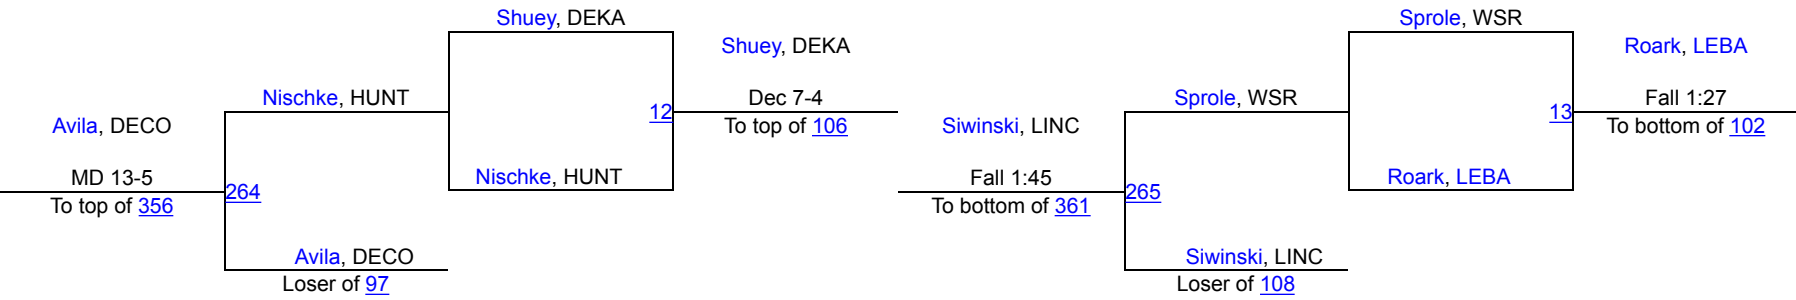 Shuey, DEKA
Shuey, DEKA
Nischke, HUNT
12
Dec 7-4
To top of 106
Avila, DECO
MD 13-5
To top of 356
264
Nischke, HUNT
Avila, DECO
Loser of 97
Sprole, WSR
Roark, LEBA
Sprole, WSR
13
Fall 1:27
To bottom of 102
Siwinski, LINC
Fall 1:45
To bottom of 361
265
Roark, LEBA
Siwinski, LINC
Loser of 108